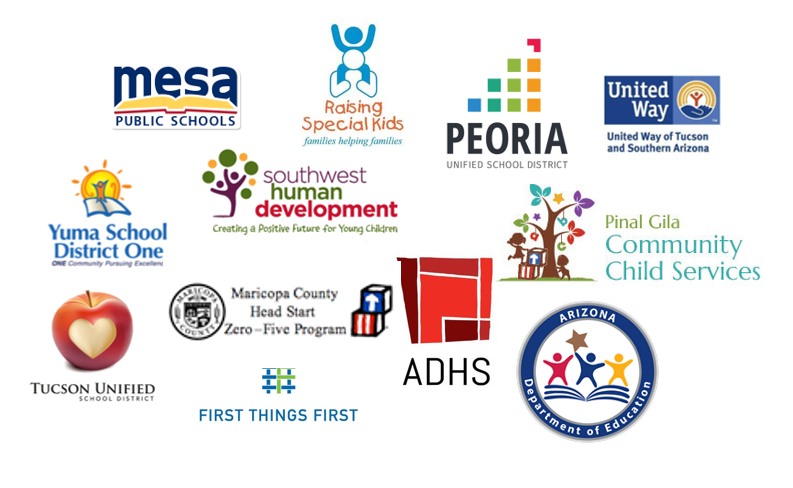 mesa
PUBLIC SCHOOLS
Raising
Special Kids
families helping families
PEORIA
UNIFIED SCHOOL DISTRICT
United
Way
United Way of Tucson
and Southern Arizona
Yuma School
District One
ONE Community Pursuing Excellence
southwest
human
development
Creating a Positive Future for Young Children
Pinal Gila
Community
Child Services
MARICOPA
COUNTY
Maricopa County
Head Start
Zero–Five Program
ADHS
ARIZONA
Department of Education
TUCSON UNIFIED
SCHOOL DISTRICT
FIRST THINGS FIRST